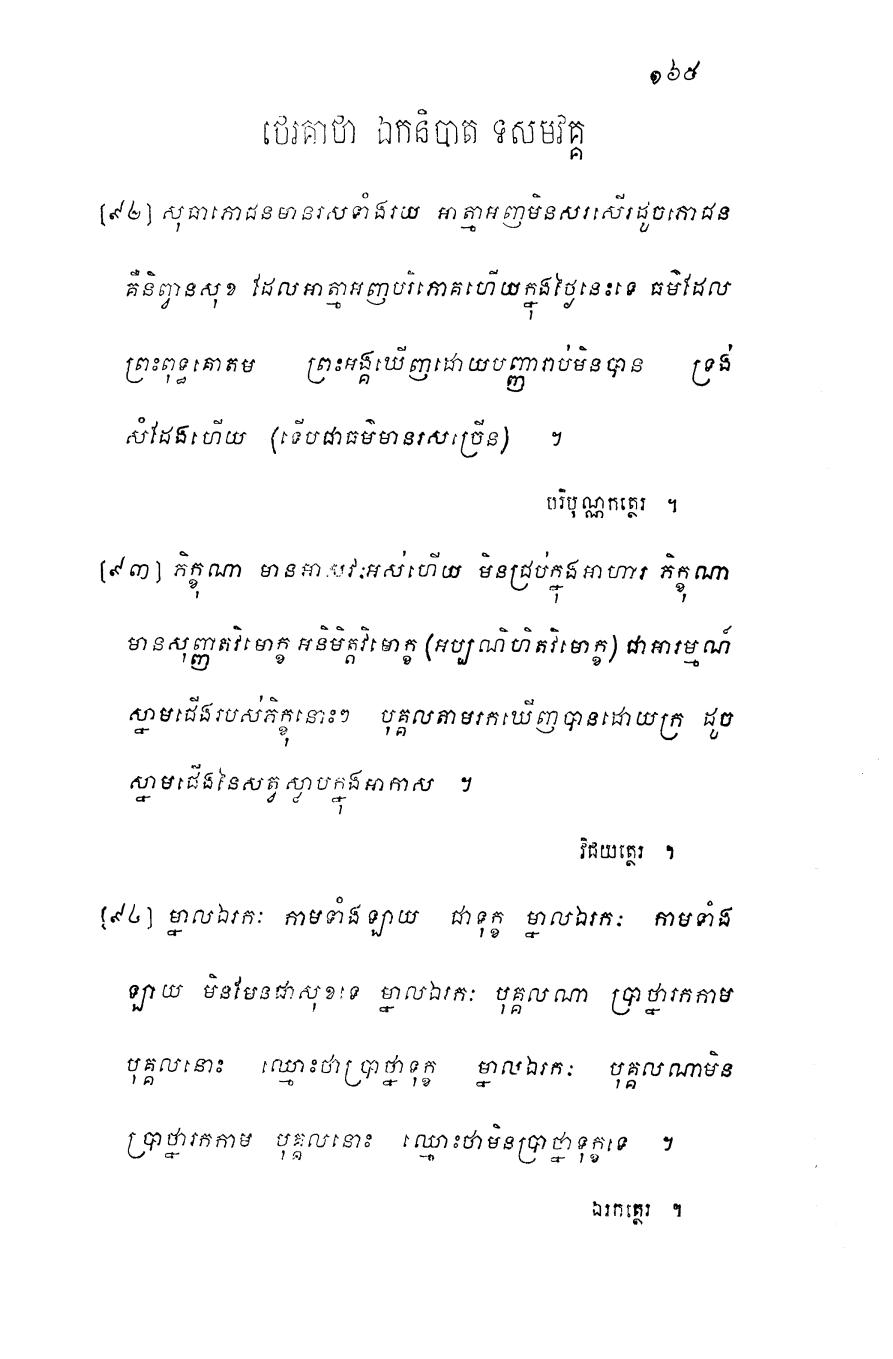 ១៦៥
ថេរគាថា ឯកនិបាត ទសមវគ្គ
[៩២] សុធាភោជនមានរសទាំងរយ អាត្មាអញមិនសរសើរដូចភោជន
គឺនិព្វានសុខ ដែលអាត្មាអញបរិភោគហើយក្នុងថ្ងៃនេះទេ ធម៌ដែល
ព្រះពុទ្ធគោតម ព្រះអង្គឃើញដោយបញ្ញារាប់មិនបាន ទ្រង់
សំដែងហើយ (ទើបជាធម៌មានរសច្រើន) ។
បរិបុណ្ណកត្ថេរ ។
[៩៣] ភិក្ខុណា មានអាសវៈអស់ហើយ មិនជ្រប់ក្នុងអាហារ ភិក្ខុណា
មានសុញ្ញតវិមោក្ខ អនិមិត្តវិមោក្ខ (អប្បណិហិតវិមោក្ខ) ជាអារម្មណ៍
ស្នាមជើងរបស់ភិក្ខុនោះៗ បុគ្គលតាមរកឃើញបានដោយក្រ ដូច
ស្នាមជើងនៃសត្វស្លាបក្នុងអាកាស ។
វិជយត្ថេរ ។
[៩៤] ម្នាលឯរកៈ កាមទាំងឡាយ ជាទុក្ខ ម្នាលឯរកៈ កាមទាំង
ឡាយ មិនមែនជាសុខទេ ម្នាលឯរកៈ បុគ្គលណា ប្រាថ្នារកកាម
បុគ្គលនោះ ឈ្មោះថាប្រាថ្នាទុក្ខ ម្នាលឯរកៈ បុគ្គលណាមិន
ប្រាថ្នារកកាម បុគ្គលនោះ ឈ្មោះថាមិនប្រាថ្នាទុក្ខទេ ។
ឯរកត្ថេរ ។